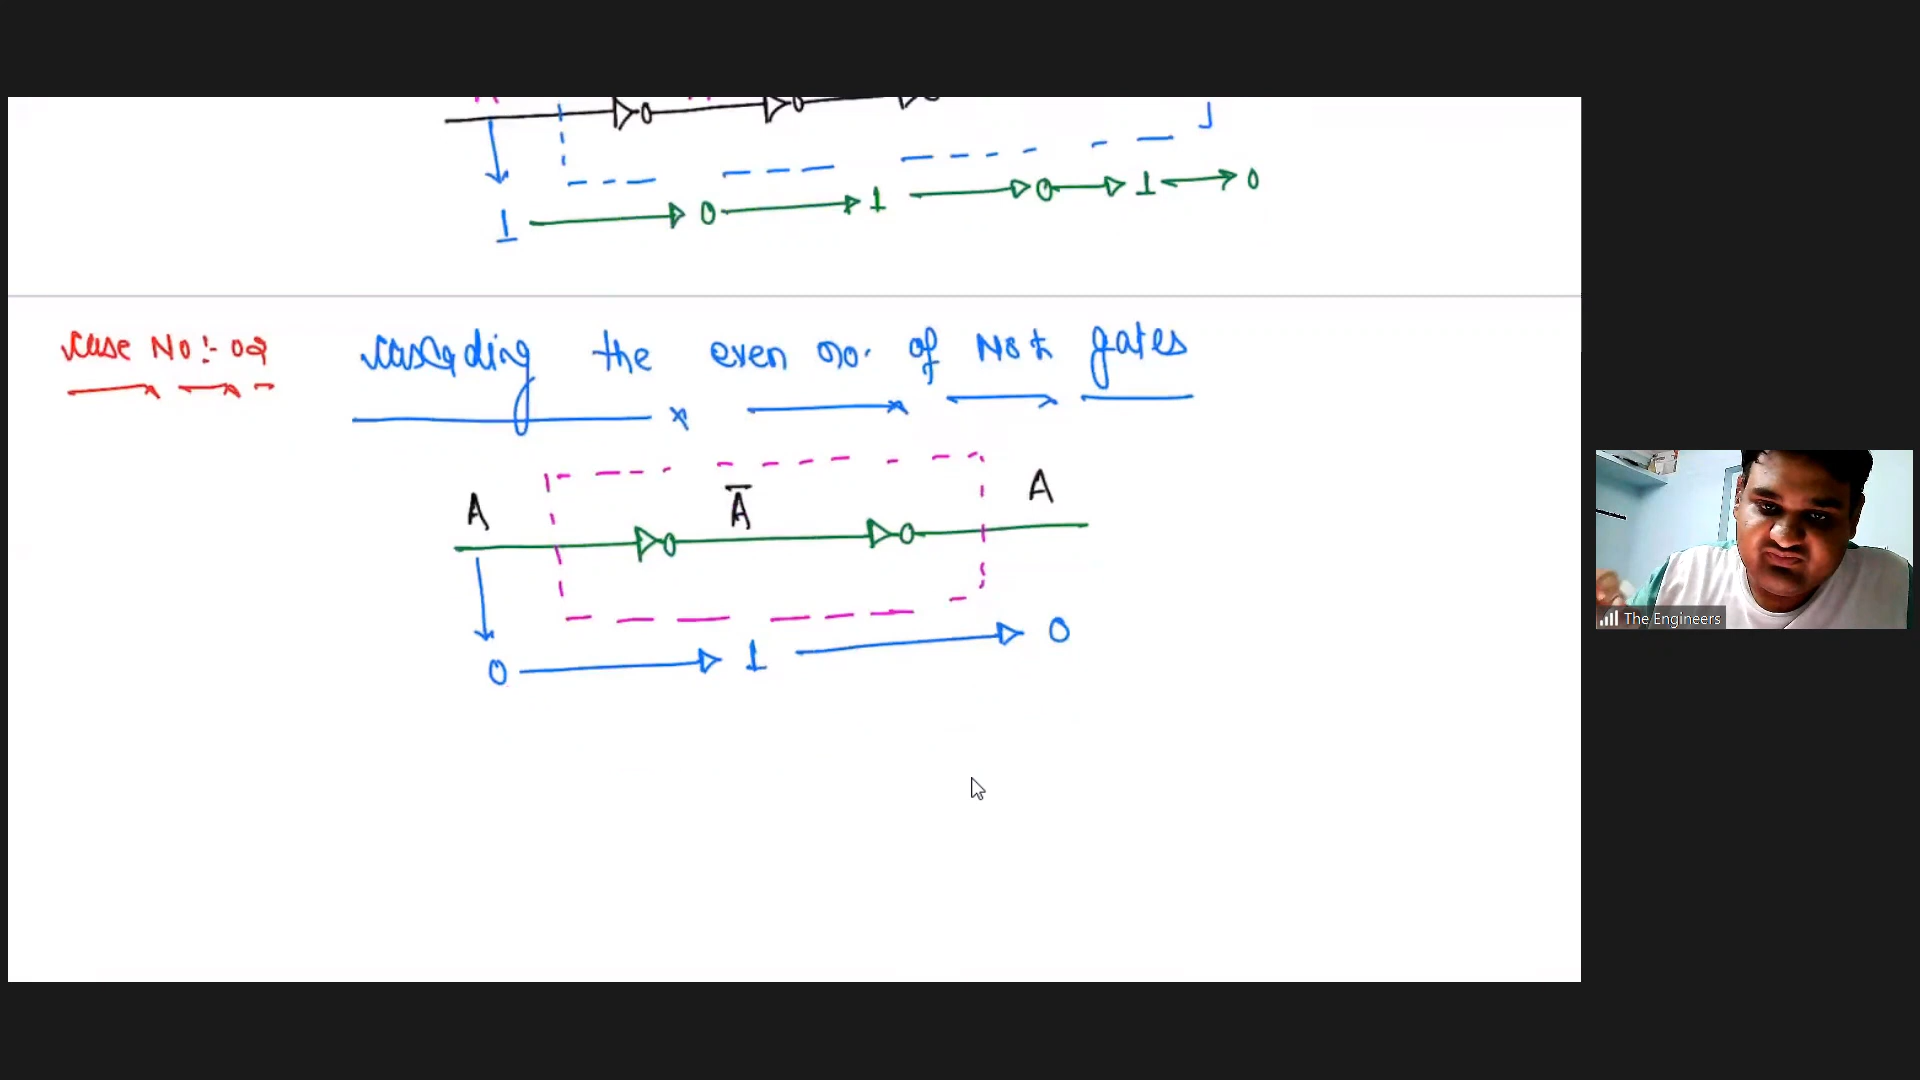 1 0 1 0 1 0
Case No:- 02 cascading the even no. of Not gates
A Ā A
0 1 0
The Engineers